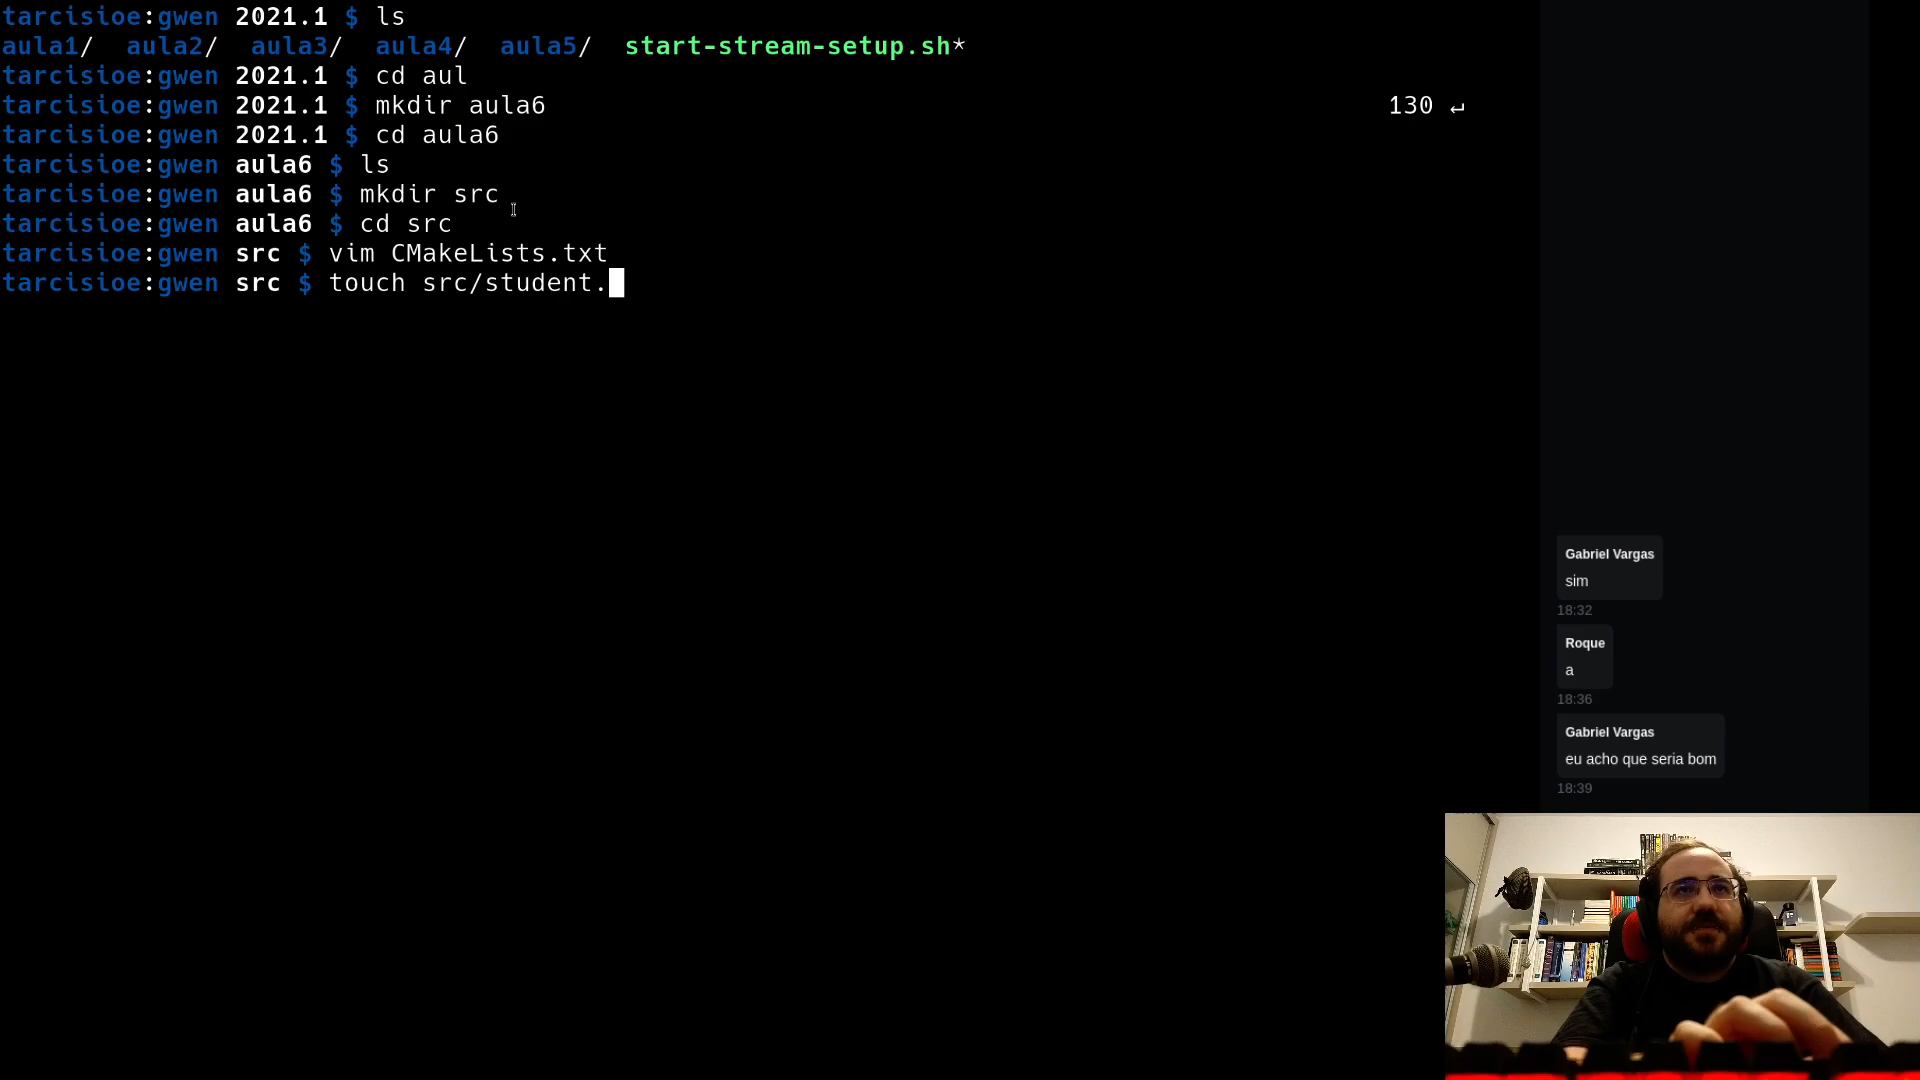 tarcisioe:gwen 2021.1 $ ls
aula1/  aula2/  aula3/  aula4/  aula5/  start-stream-setup.sh*
tarcisioe:gwen 2021.1 $ cd aul
tarcisioe:gwen 2021.1 $ mkdir aula6 130 ↵
tarcisioe:gwen 2021.1 $ cd aula6
tarcisioe:gwen aula6 $ ls
tarcisioe:gwen aula6 $ mkdir src
tarcisioe:gwen aula6 $ cd src
tarcisioe:gwen src $ vim CMakeLists.txt
tarcisioe:gwen src $ touch src/student.
Gabriel Vargas
sim
18:32
Roque
a
18:36
Gabriel Vargas
eu acho que seria bom
18:39